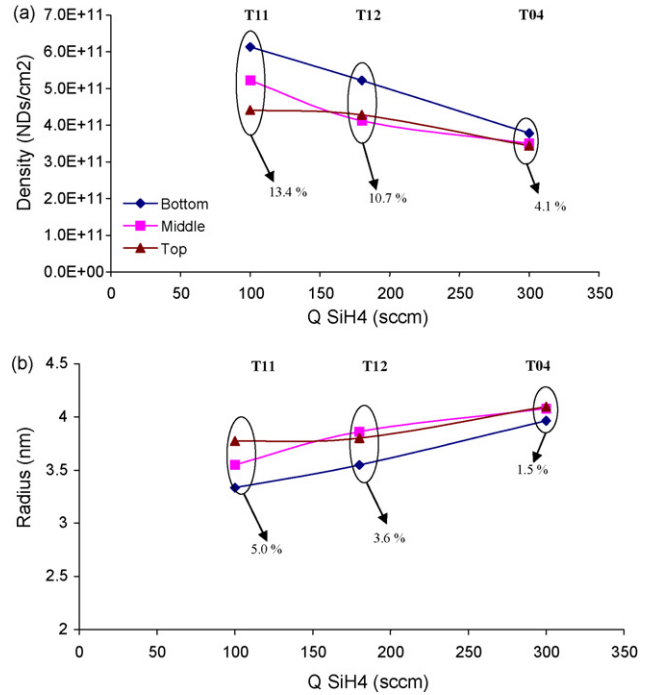 (a)
T11 T12 T04
7.0E+11
6.0E+11
5.0E+11
4.0E+11
3.0E+11
2.0E+11
1.0E+11
0.0E+00
Density (NDs/cm2)
13.4 %
10.7 %
4.1 %
Bottom
Middle
Top
0 50 100 150 200 250 300 350
Q SiH4 (sccm)
(b)
T11 T12 T04
4.5
4
3.5
3
2.5
2
Radius (nm)
5.0 %
3.6 %
1.5 %
0 50 100 150 200 250 300 350
Q SiH4 (sccm)